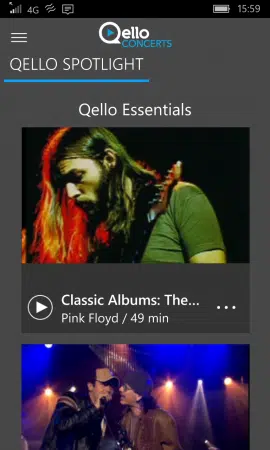 4G
15:59
Qello
CONCERTS
QELLO SPOTLIGHT
Qello Essentials
Classic Albums: The...
Pink Floyd / 49 min